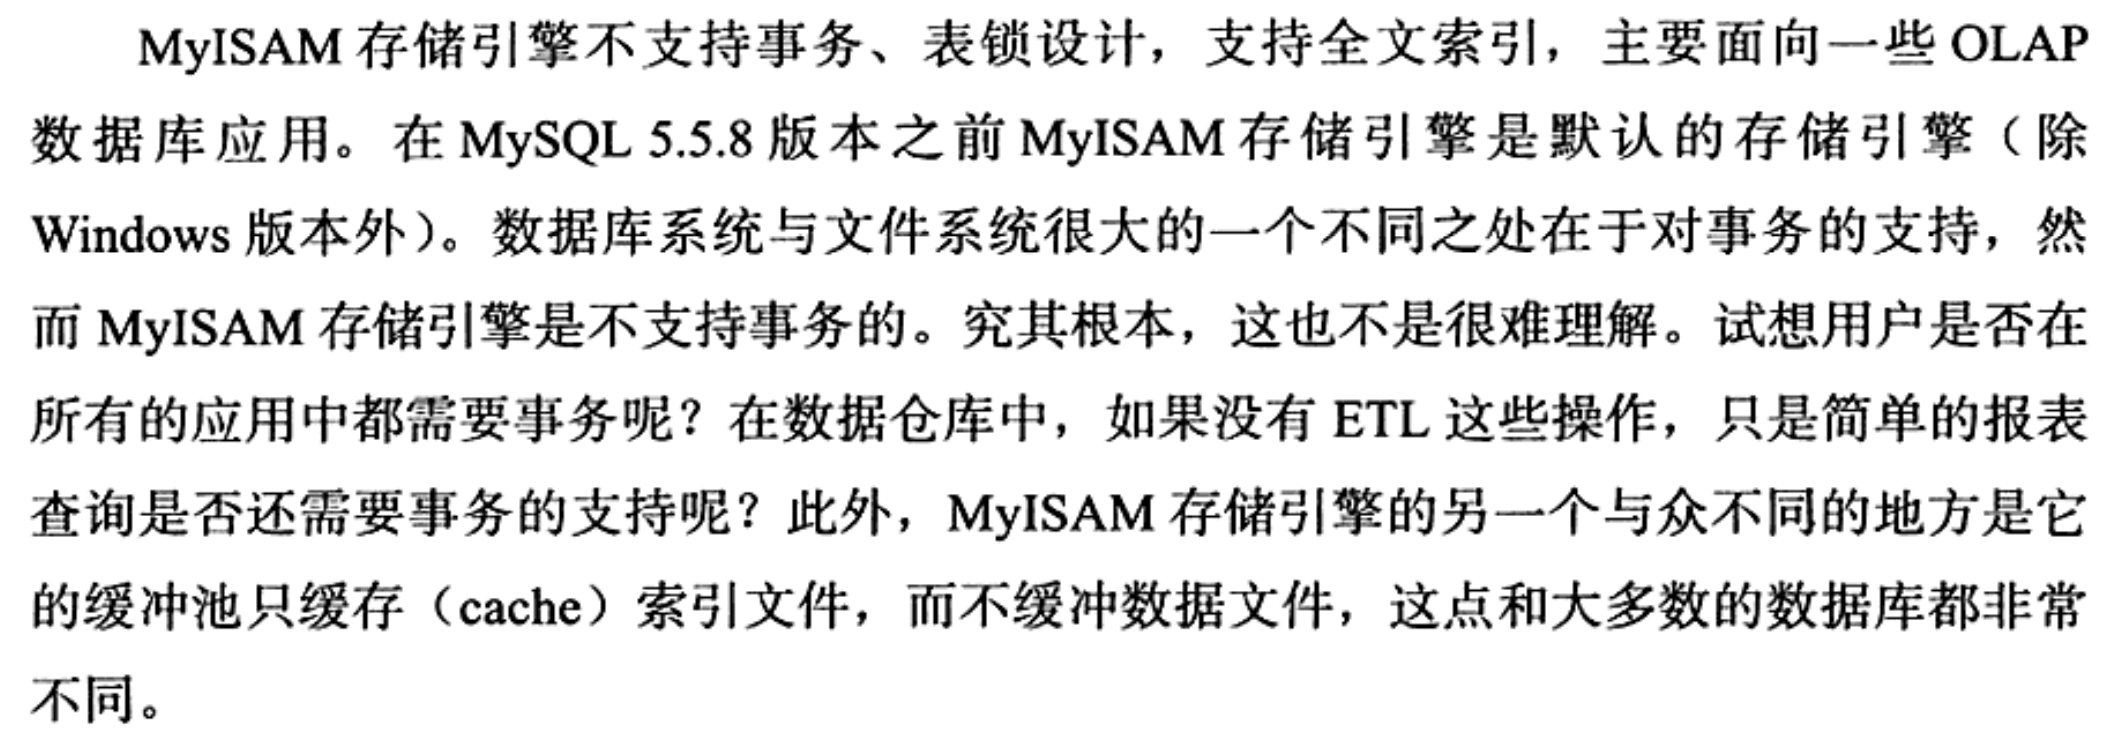 MyISAM 存储引擎不支持事务、表锁设计，支持全文索引，主要面向一些 OLAP
数据库应用。在 MySQL 5.5.8 版本之前 MyISAM 存储引擎是默认的存储引擎（除
Windows 版本外）。数据库系统与文件系统很大的一个不同之处在于对事务的支持，然
而 MyISAM 存储引擎是不支持事务的。究其根本，这也不是很难理解。试想用户是否在
所有的应用中都需要事务呢？在数据仓库中，如果没有 ETL 这些操作，只是简单的报表
查询是否还需要事务的支持呢？此外，MyISAM 存储引擎的另一个与众不同的地方是它
的缓冲池只缓存（cache）索引文件，而不缓冲数据文件，这点和大多数的数据库都非常
不同。